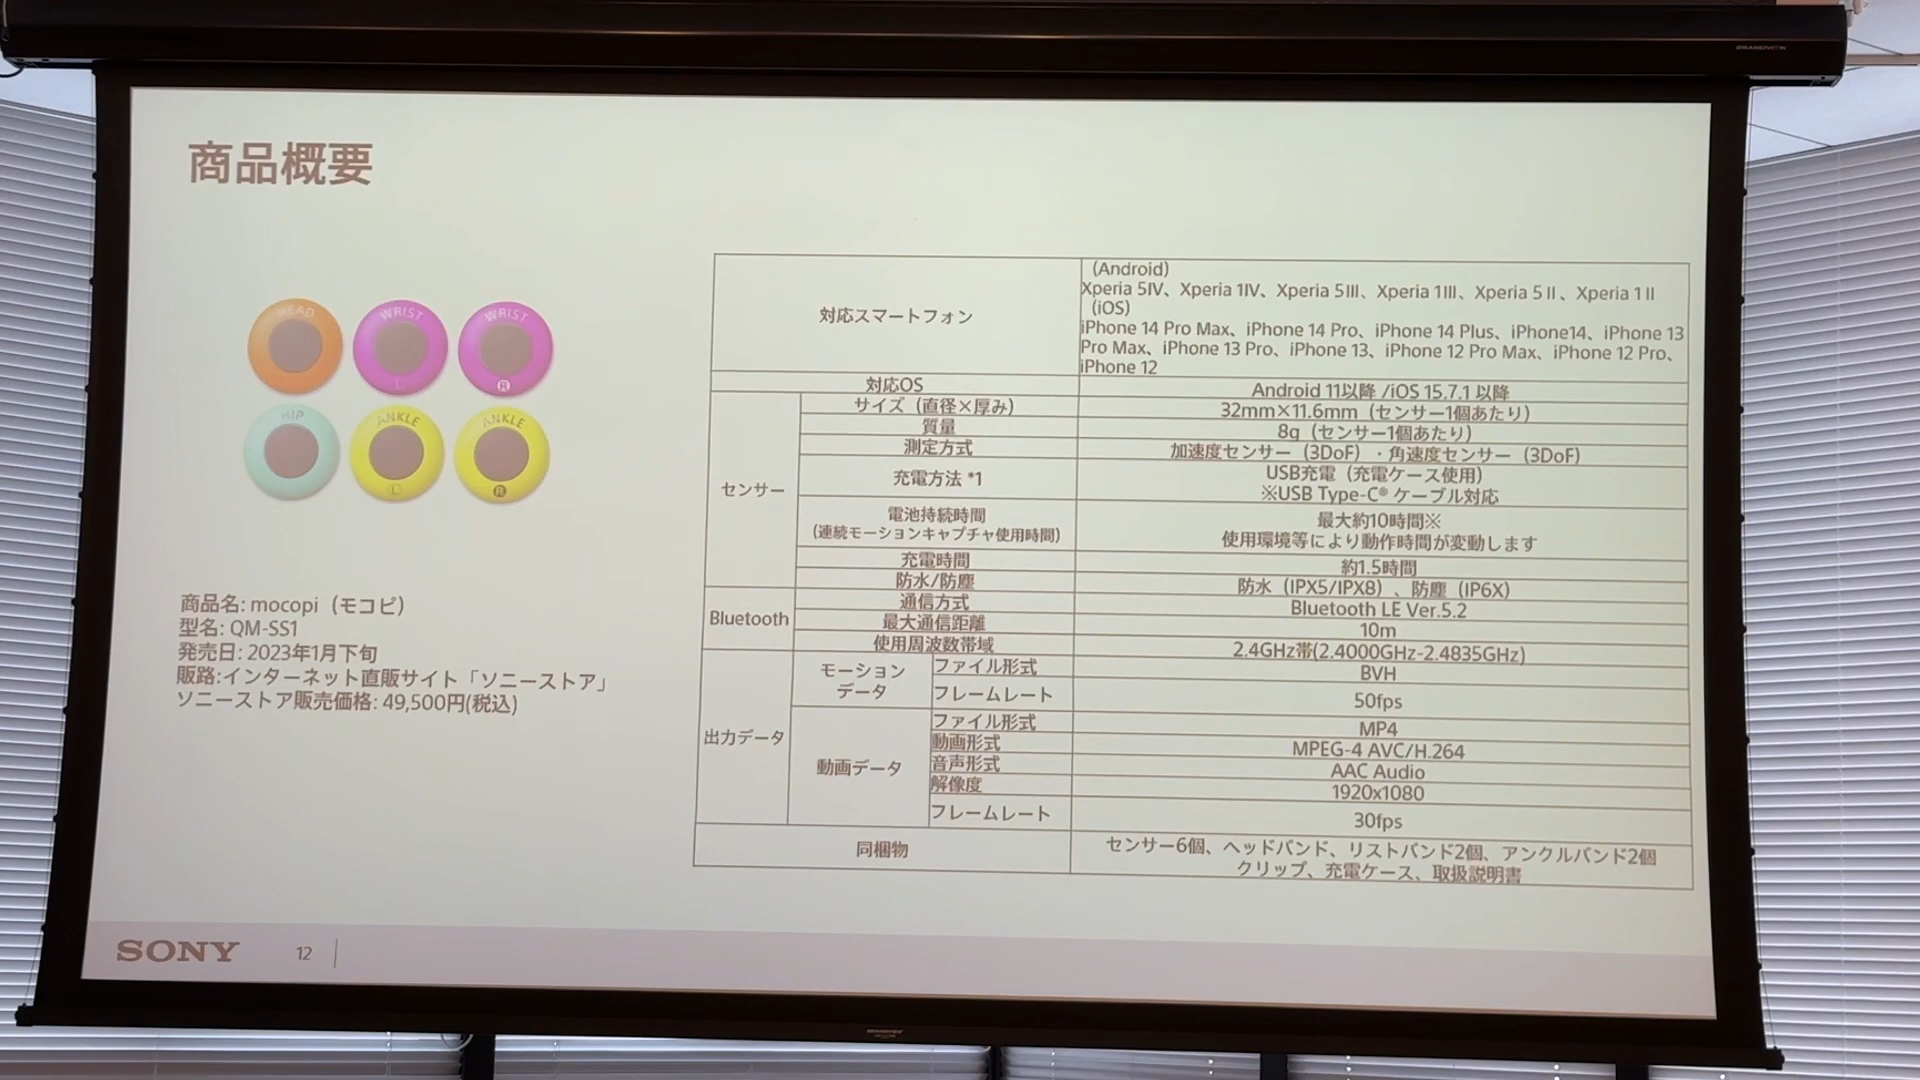 GRANDVIEW
商品概要
HEAD
WRIST
L
WRIST
R
HIP
ANKLE
L
ANKLE
R
商品名: mocopi（モコピ）
型名: QM-SS1
発売日: 2023年1月下旬
販路:インターネット直販サイト「ソニーストア」
ソニーストア販売価格: 49,500円(税込)
対応スマートフォン
（Android）
Xperia 5IV、Xperia 1IV、Xperia 5III、Xperia 1III、Xperia 5 II 、Xperia 1 II
（iOS）
iPhone 14 Pro Max、iPhone 14 Pro、iPhone 14 Plus、iPhone14、iPhone 13
Pro Max、iPhone 13 Pro、iPhone 13、iPhone 12 Pro Max、iPhone 12 Pro、
iPhone 12
対応OS
Android 11以降 /iOS 15.7.1 以降
センサー
サイズ（直径×厚み）
32mm×11.6mm（センサー1個あたり）
質量
8g（センサー1個あたり）
測定方式
加速度センサー（3DoF）・角速度センサー（3DoF）
充電方法 *1
USB充電（充電ケース使用）
※USB Type-C® ケーブル対応
電池持続時間
（連続モーションキャプチャ使用時間）
最大約10時間※
使用環境等により動作時間が変動します
充電時間
約1.5時間
防水/防塵
防水（IPX5/IPX8）、防塵（IP6X）
Bluetooth
通信方式
Bluetooth LE Ver.5.2
最大通信距離
10m
使用周波数帯域
2.4GHz帯(2.4000GHz-2.4835GHz)
出力データ
モーション
データ
ファイル形式
BVH
フレームレート
50fps
動画データ
ファイル形式
MP4
動画形式
MPEG-4 AVC/H.264
音声形式
AAC Audio
解像度
1920x1080
フレームレート
30fps
同梱物
センサー6個、ヘッドバンド、リストバンド2個、アンクルバンド2個
クリップ、充電ケース、取扱説明書
SONY
12